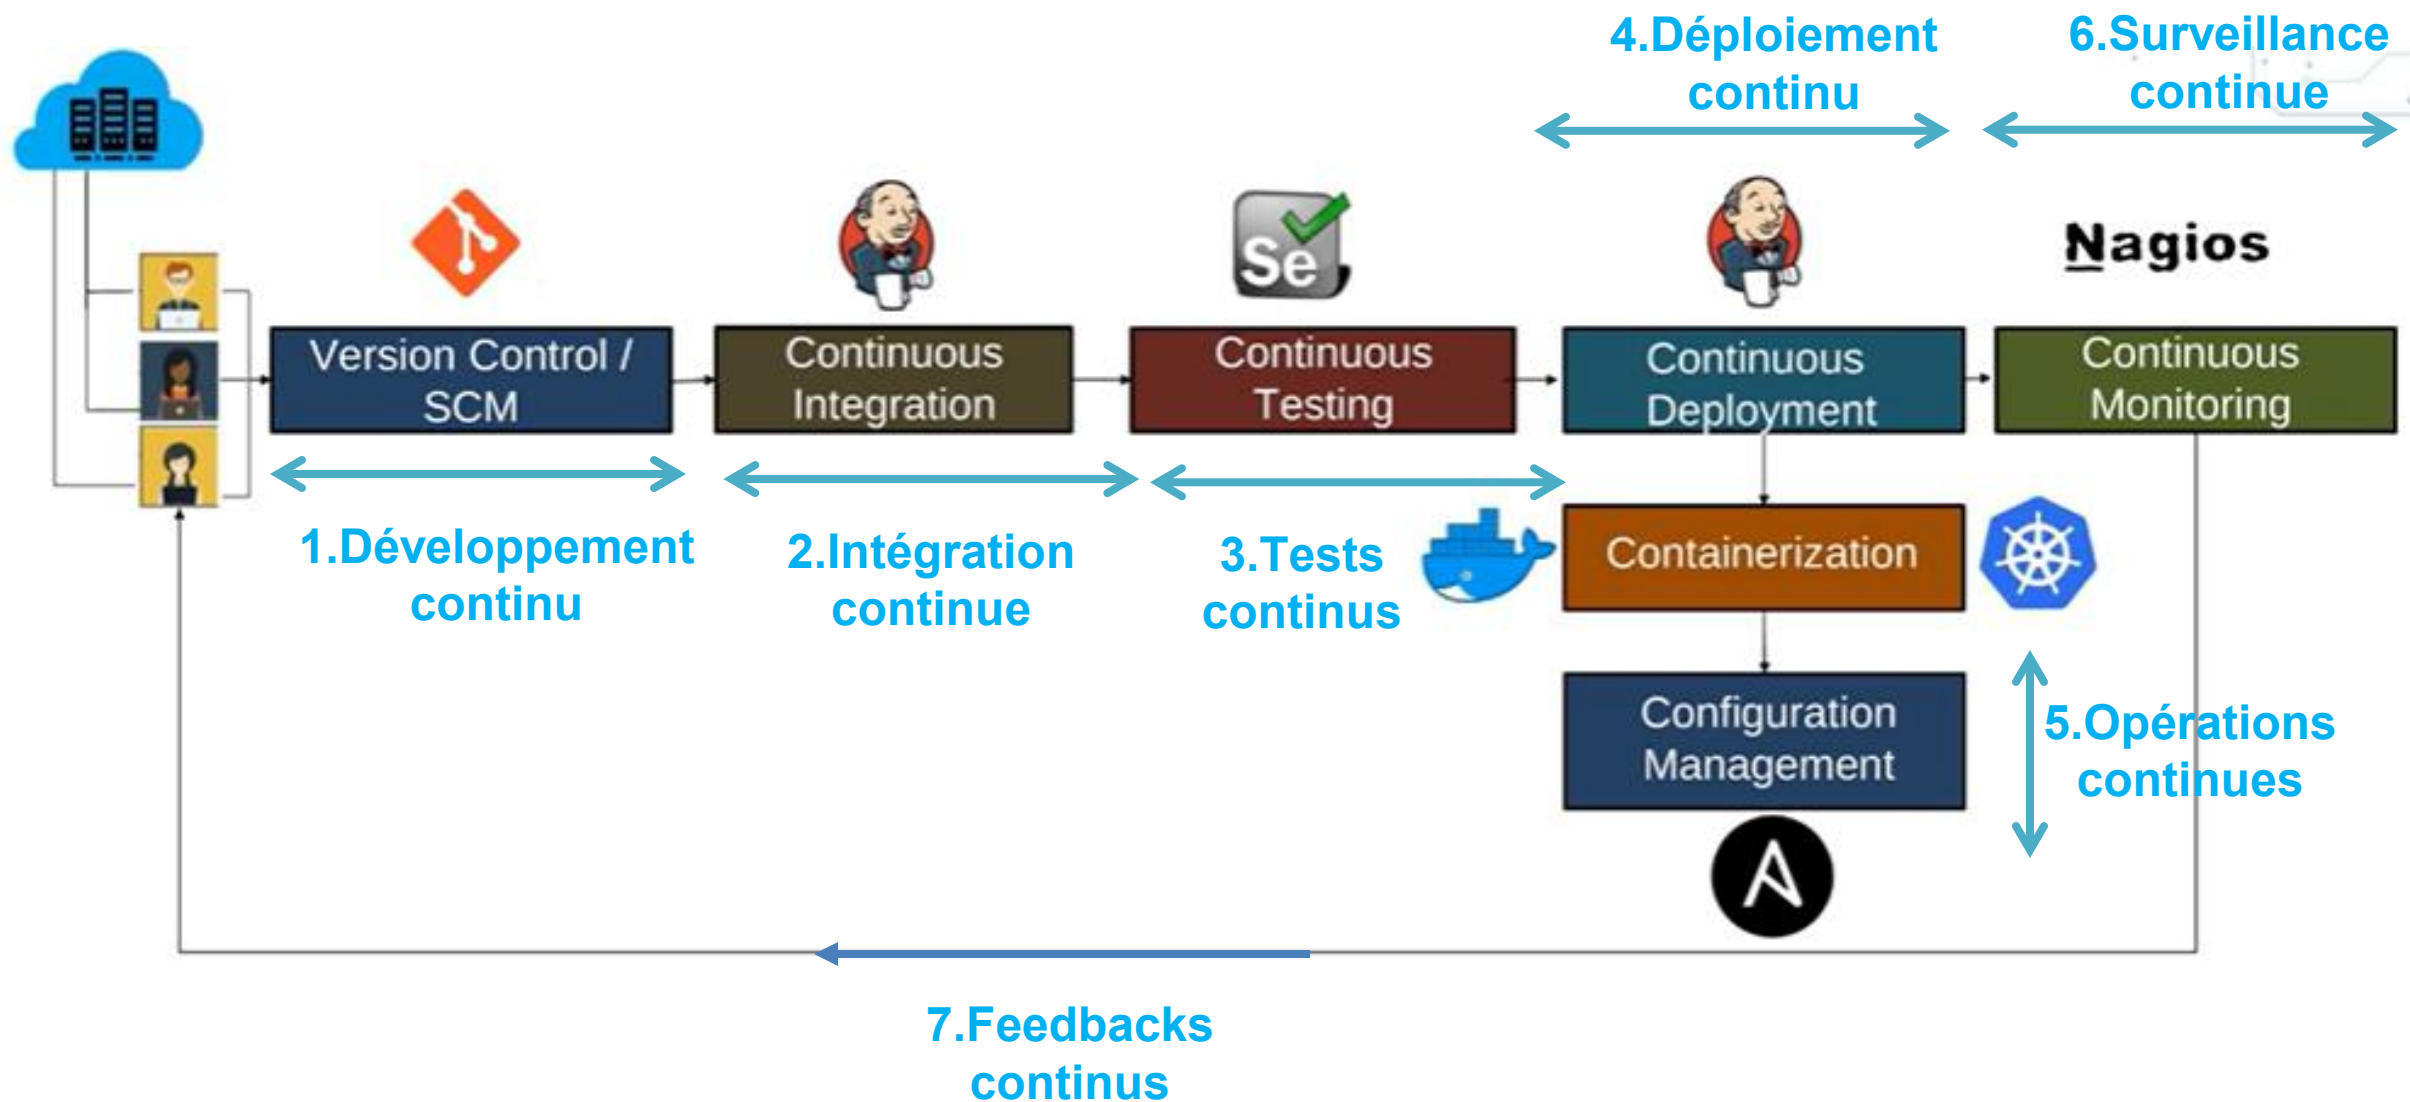 4.Déploiement
continu
6.Surveillance
continue
Se
Nagios
Version Control /
SCM
Continuous
Integration
Continuous
Testing
Continuous
Deployment
Continuous
Monitoring
1.Développement
continu
2.Intégration
continue
3.Tests
continus
Containerization
Configuration
Management
5.Opérations
continues
7.Feedbacks
continus